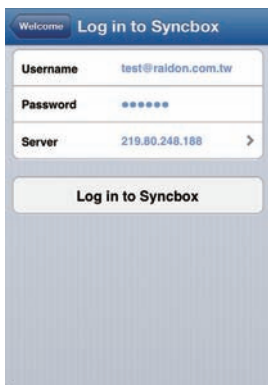 Welcome Log in to Syncbox
Username test@raidon.com.tw
Password ••••••
Server 219.80.248.188 >
Log in to Syncbox